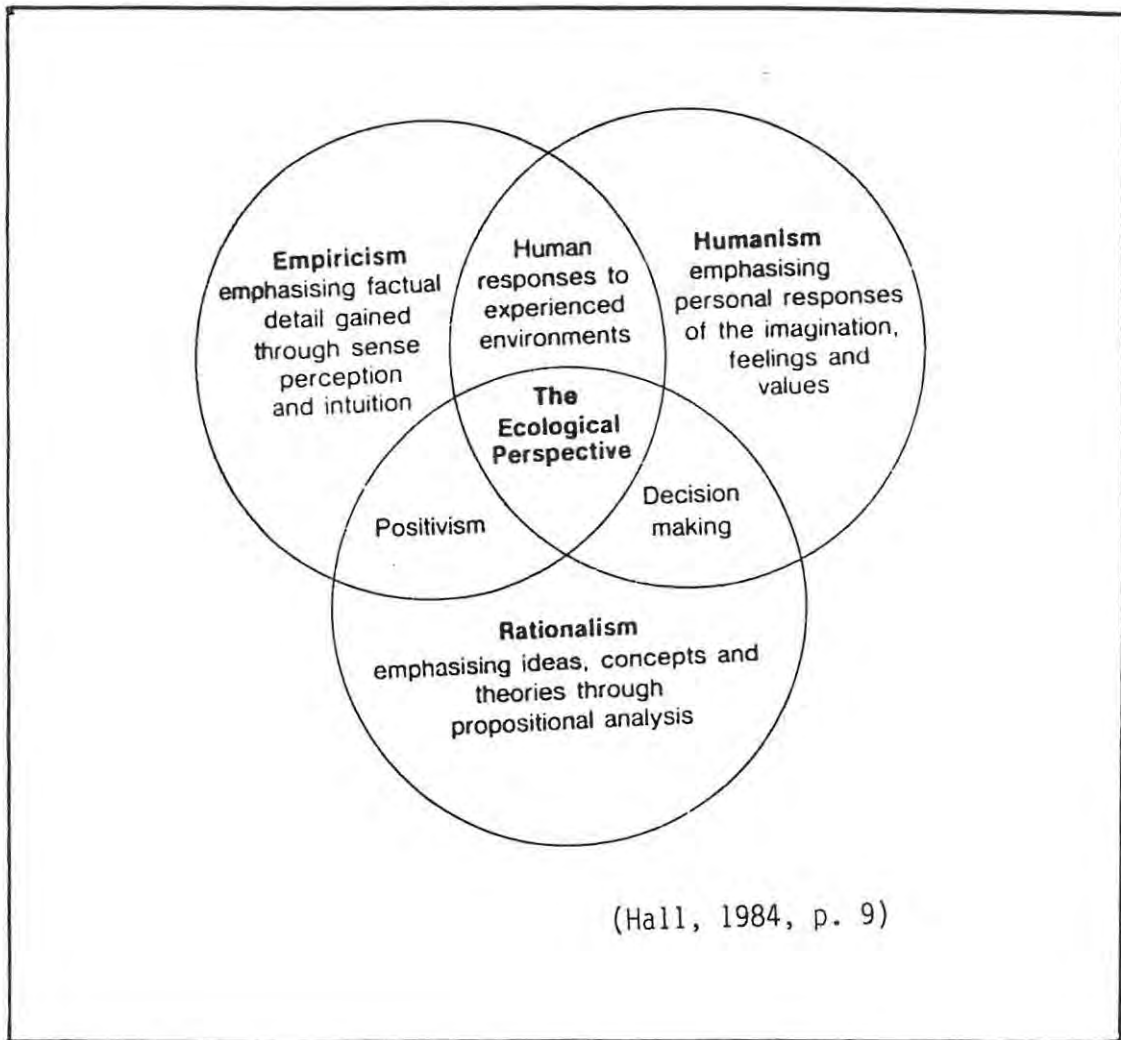 Empiricism
emphasising factual
detail gained
through sense
perception
and intuition
Human
responses to
experienced
environments
Humanism
emphasising
personal responses
of the imagination,
feelings and
values
The
Ecological
Perspective
Positivism
Decision
making
Rationalism
emphasising ideas, concepts and
theories through
propositional analysis
(Hall, 1984, p. 9)